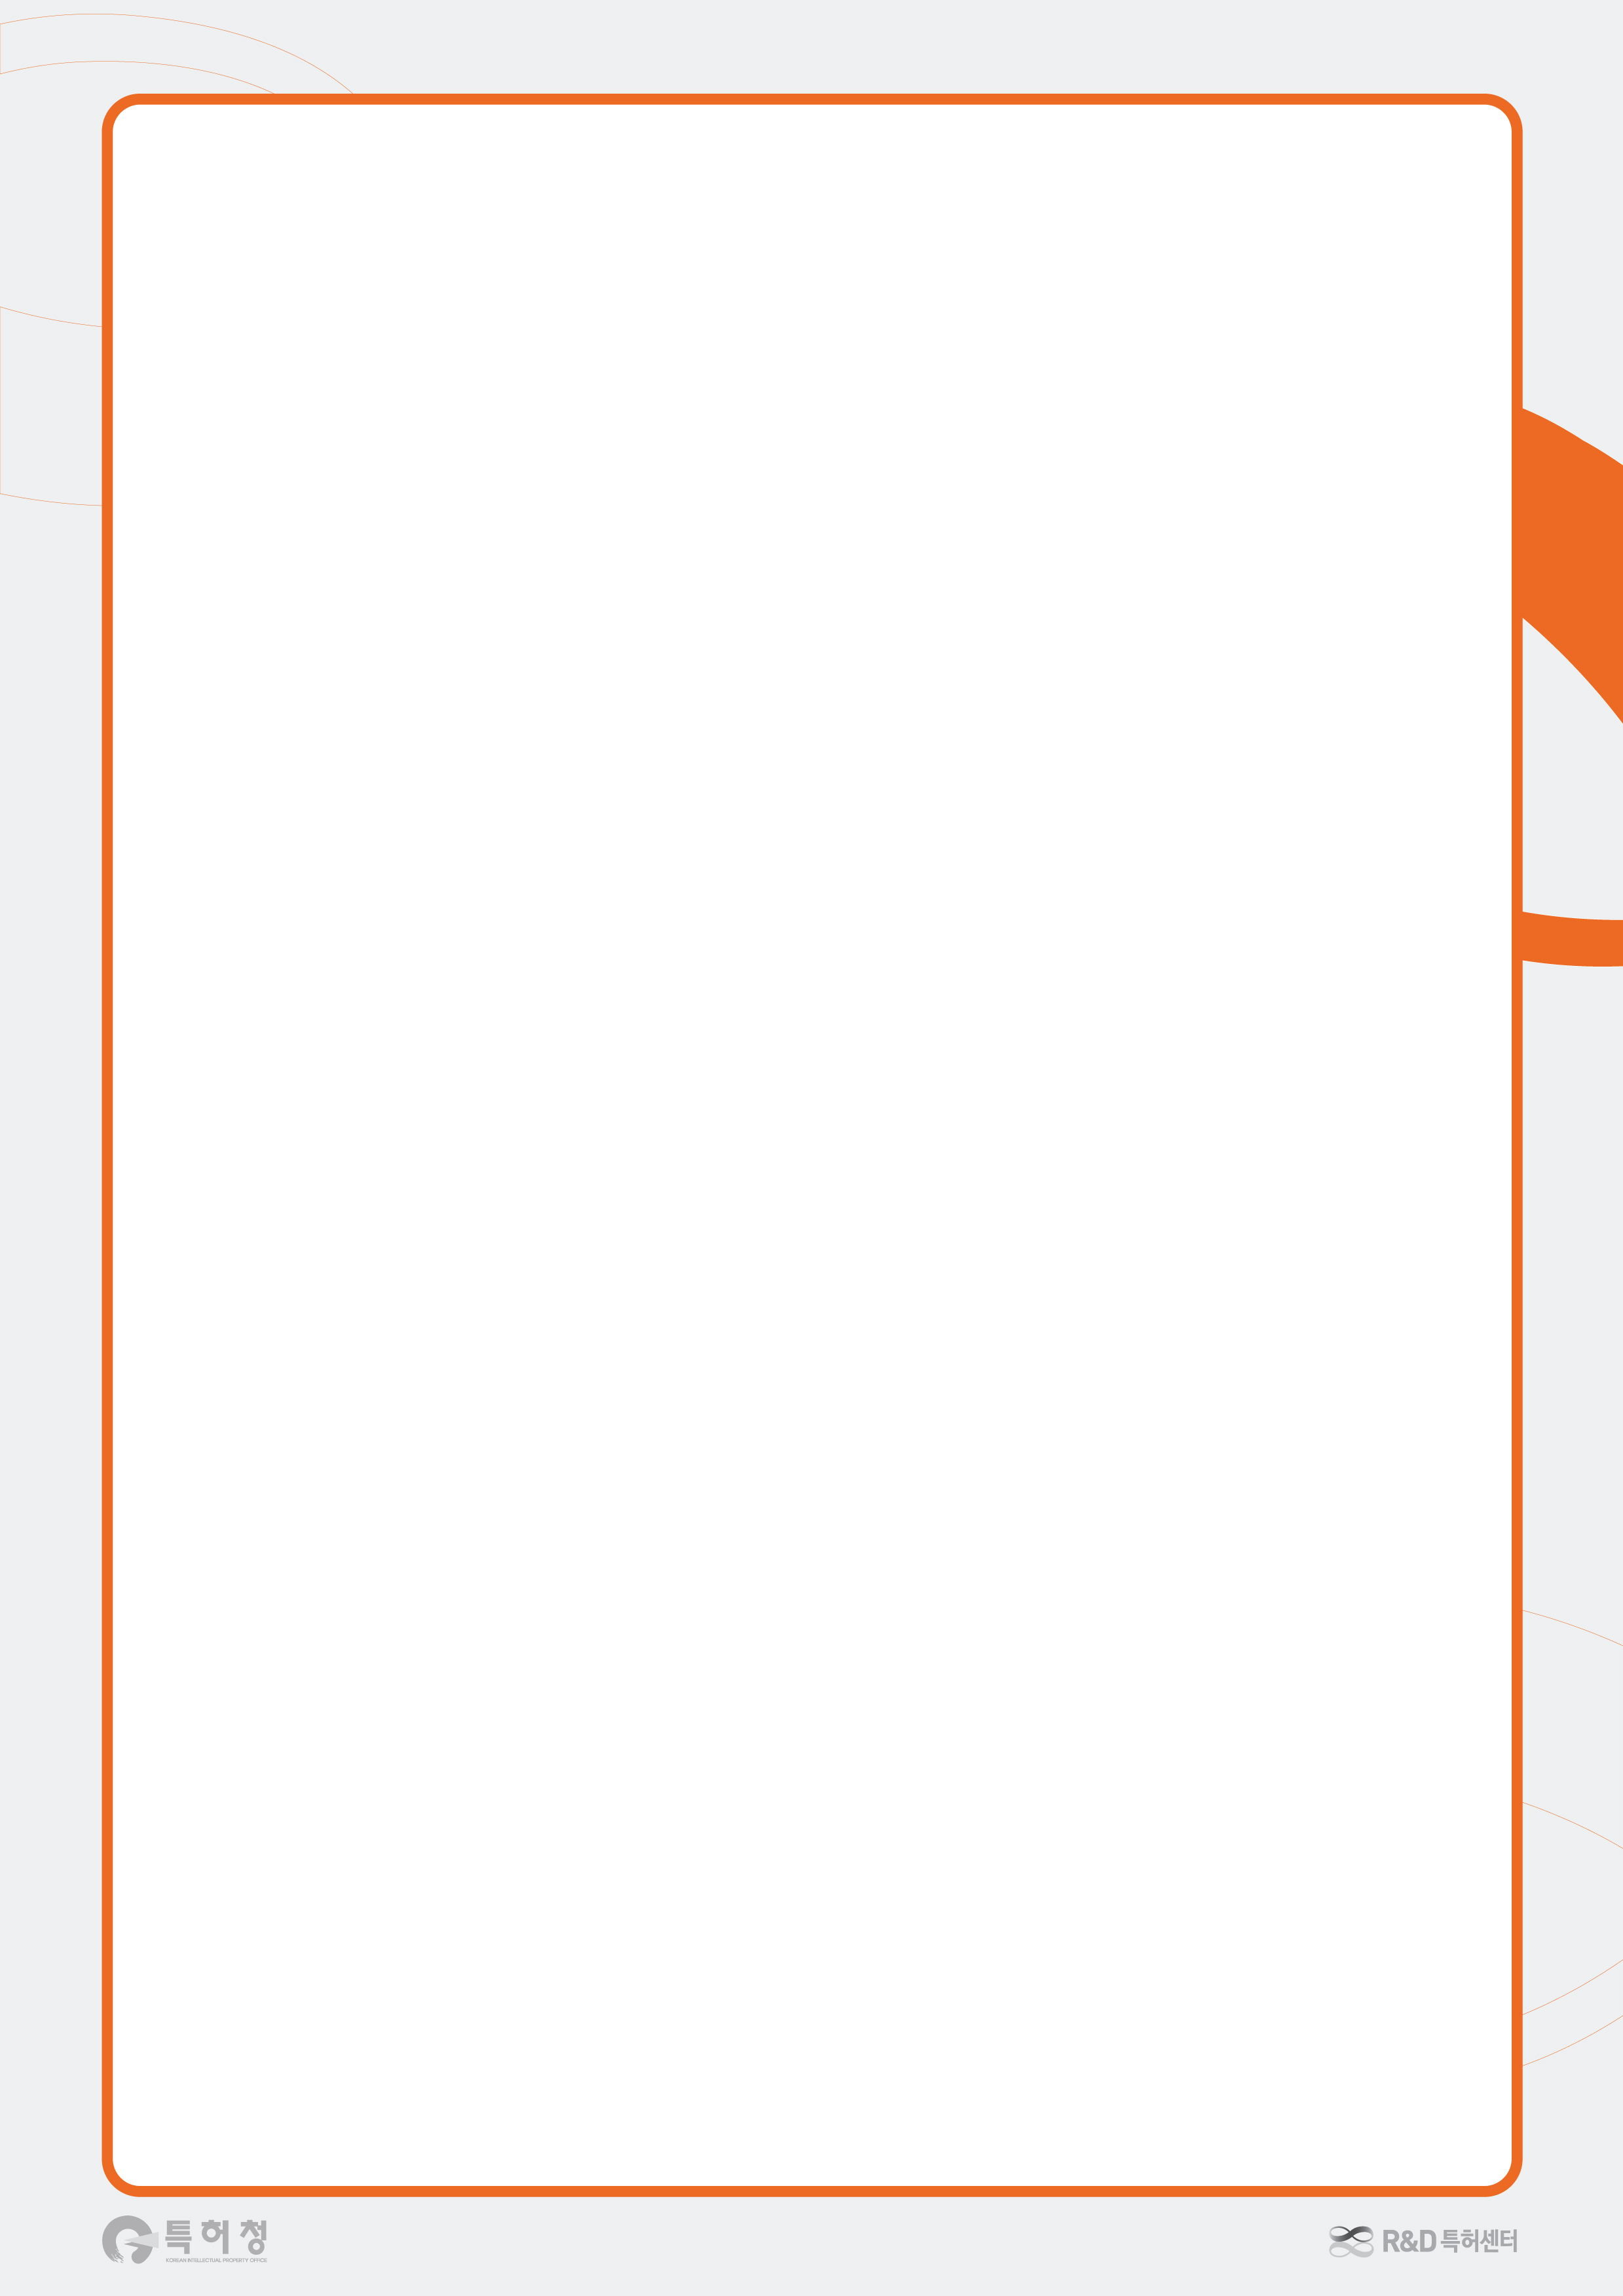 특허청
KOREAN INTELLECTUAL PROPERTY OFFICE
R&D 특허센터